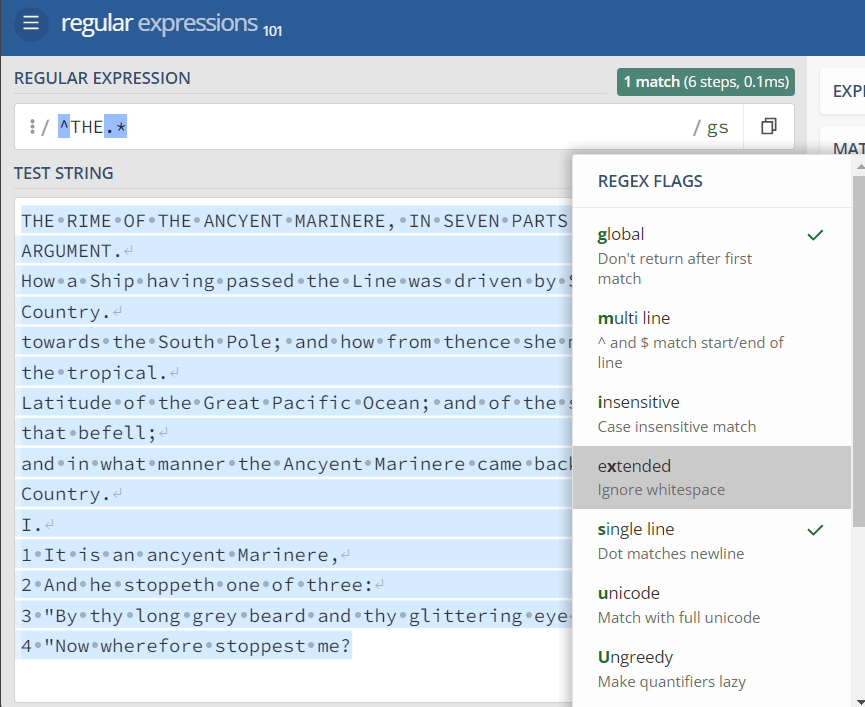 regular expressions 101
REGULAR EXPRESSION
1 match (6 steps, 0.1ms)
EXP
/ ^THE.* / gs
MAT
TEST STRING
REGEX FLAGS
THE RIME OF THE ANCYENT MARINERE, IN SEVEN PARTS
ARGUMENT.
How a Ship having passed the Line was driven by
Country.
towards the South Pole; and how from thence she
the tropical.
Latitude of the Great Pacific Ocean; and of the
that befell;
and in what manner the Ancyent Marinere came back
Country.
I.
1 It is an ancyent Marinere,
2 And he stoppeth one of three:
3 "By thy long grey beard and thy glittering eye
4 "Now wherefore stoppest me?
global
Don't return after first
match
multi line
^ and $ match start/end of
line
insensitive
Case insensitive match
extended
Ignore whitespace
single line
Dot matches newline
unicode
Match with full unicode
Ungreedy
Make quantifiers lazy